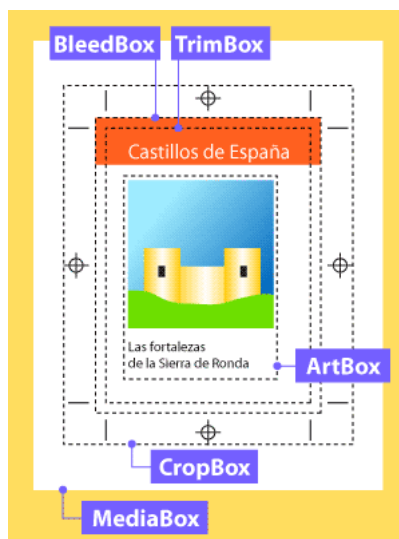 BleedBox TrimBox
Castillos de España
Las fortalezas
de la Sierra de Ronda
ArtBox
CropBox
MediaBox